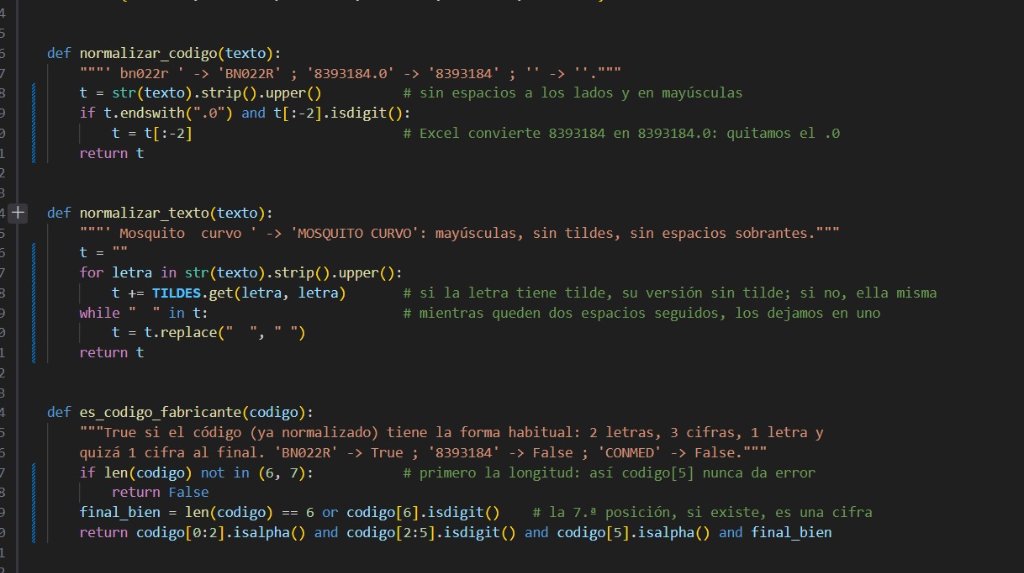 def normalizar_codigo(texto):
    """' bn022r ' -> 'BN022R' ; '8393184.0' -> '8393184' ; '' -> ''."""
    t = str(texto).strip().upper()          # sin espacios a los lados y en mayúsculas
    if t.endswith(".0") and t[:-2].isdigit():
        t = t[:-2]                          # Excel convierte 8393184 en 8393184.0: quitamos el .0
    return t
def normalizar_texto(texto):
    """' Mosquito  curvo ' -> 'MOSQUITO CURVO': mayúsculas, sin tildes, sin espacios sobrantes."""
    t = ""
    for letra in str(texto).strip().upper():
        t += TILDES.get(letra, letra)       # si la letra tiene tilde, su versión sin tilde; si no, ella misma
    while "  " in t:                        # mientras queden dos espacios seguidos, los dejamos en uno
        t = t.replace("  ", " ")
    return t
def es_codigo_fabricante(codigo):
    """True si el código (ya normalizado) tiene la forma habitual: 2 letras, 3 cifras, 1 letra y
    quizá 1 cifra al final. 'BN022R' -> True ; '8393184' -> False ; 'CONMED' -> False."""
    if len(codigo) not in (6, 7):           # primero la longitud: así codigo[5] nunca da error
        return False
    final_bien = len(codigo) == 6 or codigo[6].isdigit()    # la 7.ª posición, si existe, es una cifra
    return codigo[0:2].isalpha() and codigo[2:5].isdigit() and codigo[5].isalpha() and final_bien